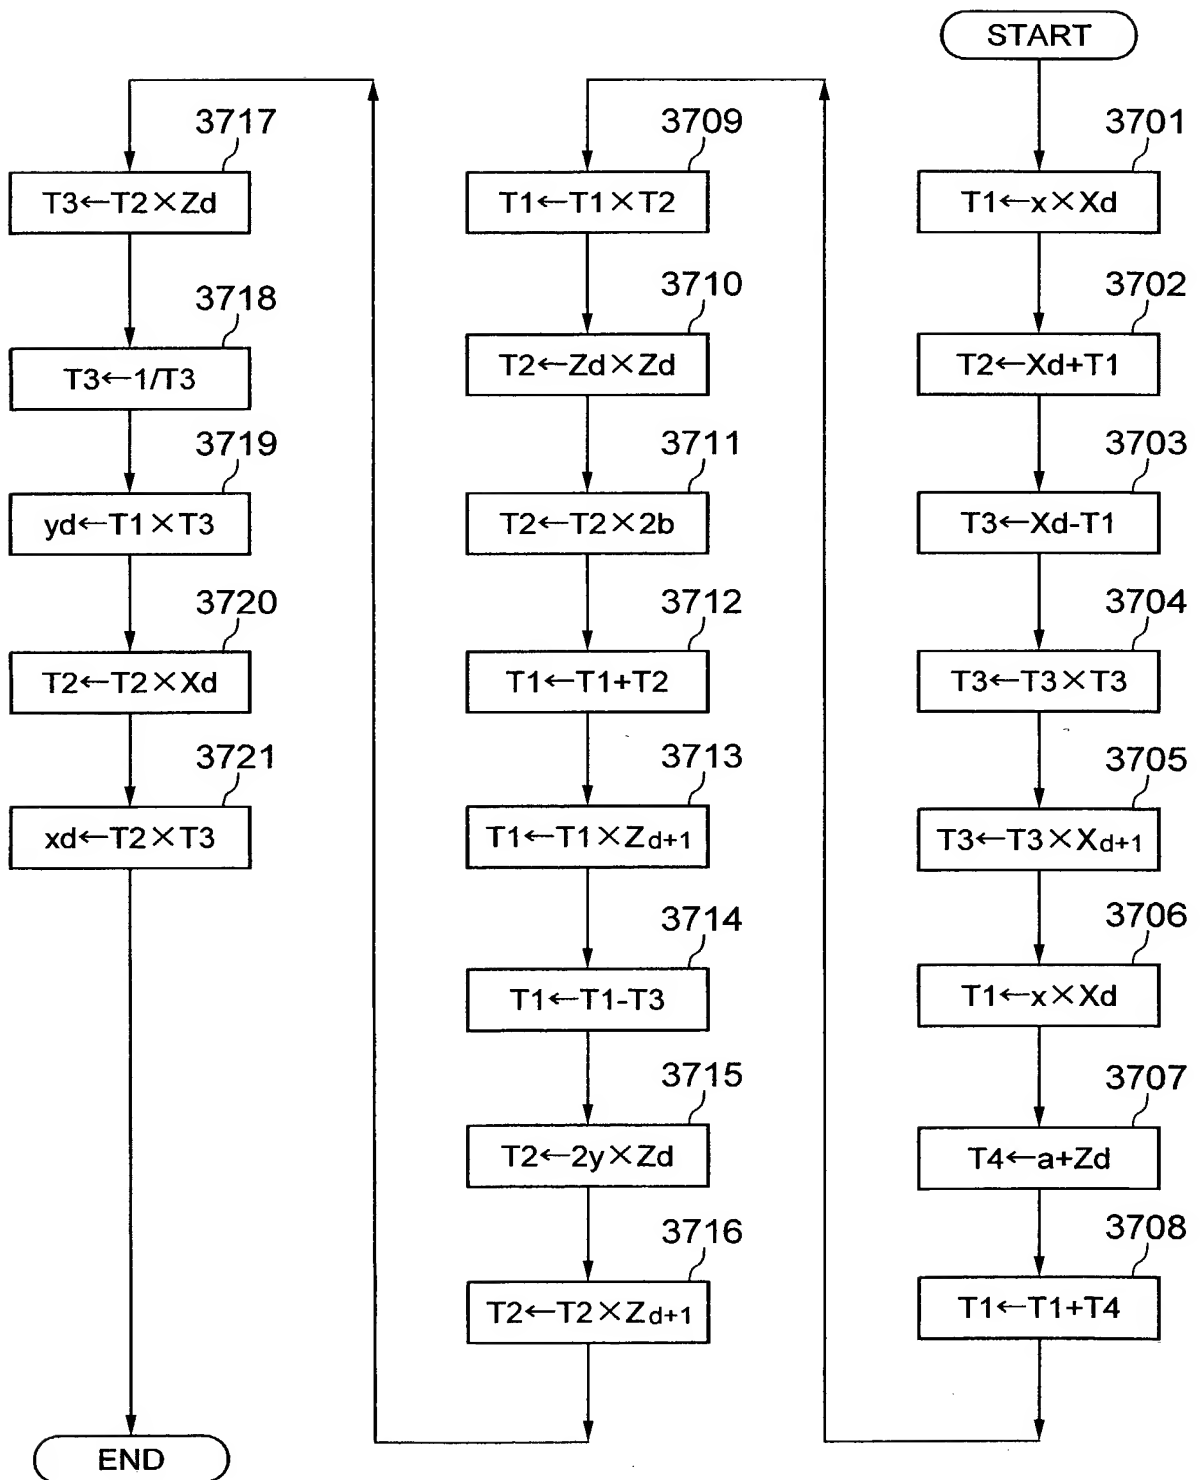 START
3701
T1←x×Xd
3702
T2←Xd+T1
3703
T3←Xd-T1
3704
T3←T3×T3
3705
T3←T3×Xd+1
3706
T1←x×Xd
3707
T4←a+Zd
3708
T1←T1+T4
3709
T1←T1×T2
3710
T2←Zd×Zd
3711
T2←T2×2b
3712
T1←T1+T2
3713
T1←T1×Zd+1
3714
T1←T1-T3
3715
T2←2y×Zd
3716
T2←T2×Zd+1
3717
T3←T2×Zd
3718
T3←1/T3
3719
yd←T1×T3
3720
T2←T2×Xd
3721
xd←T2×T3
END